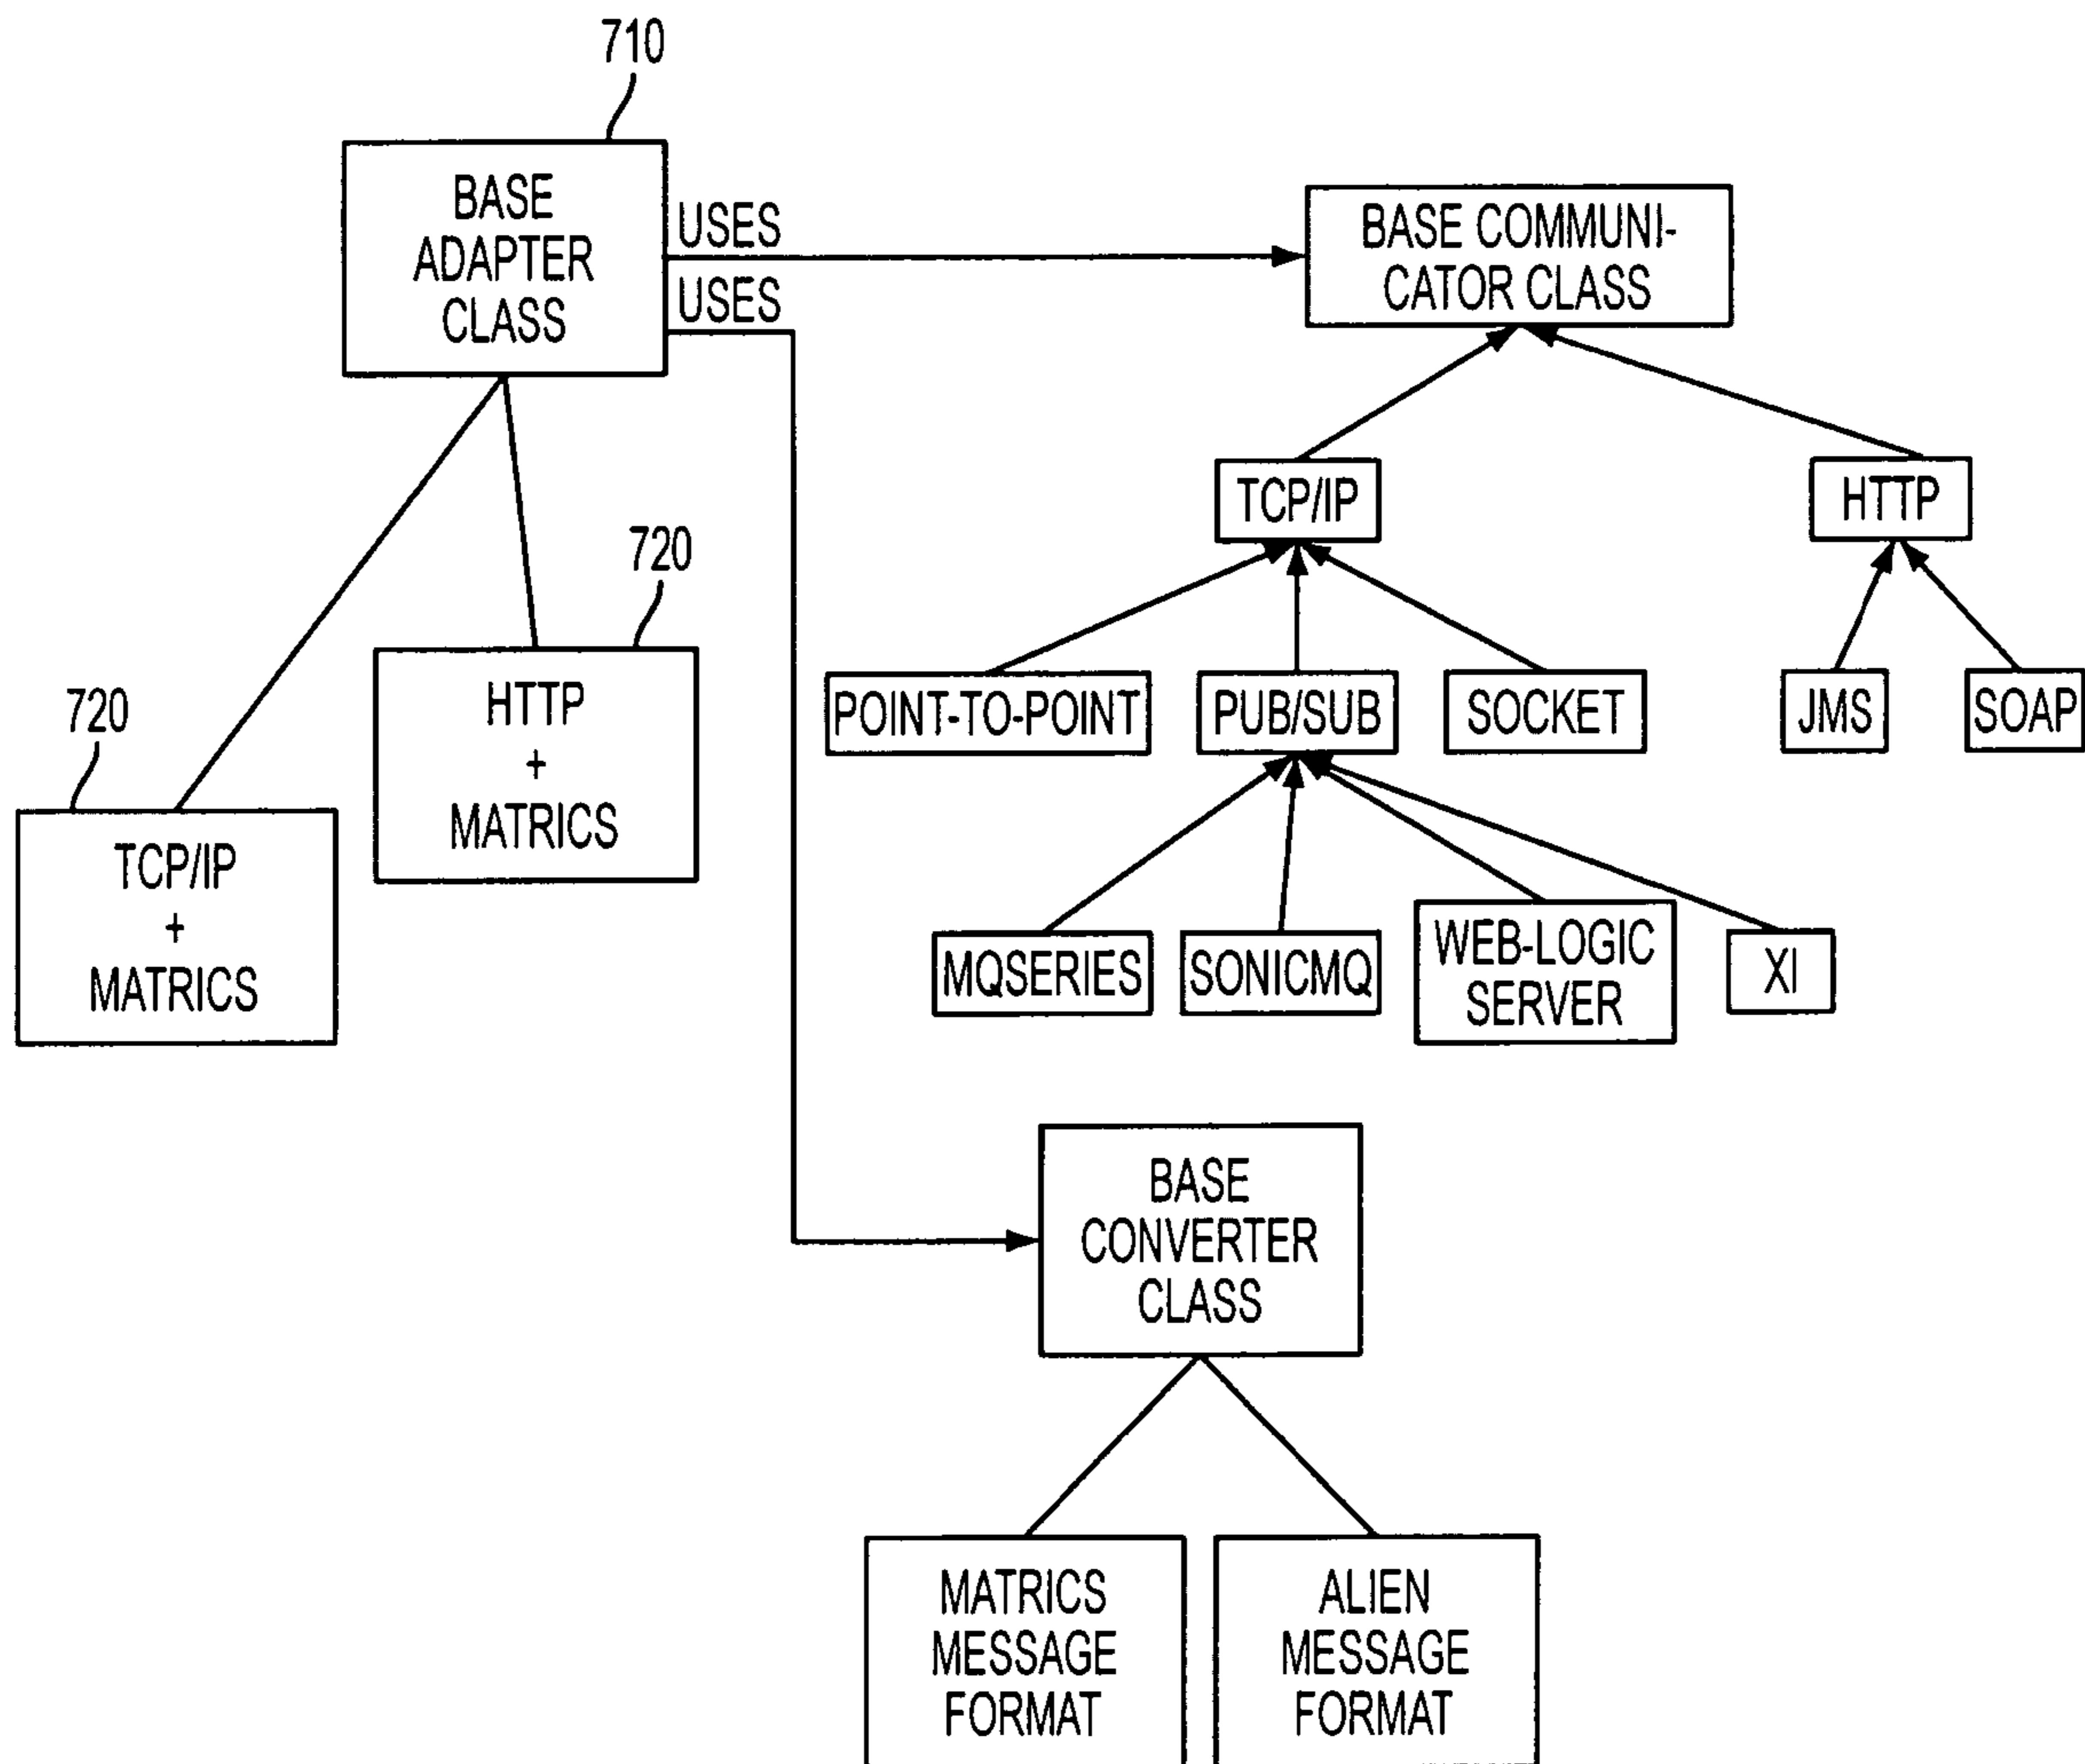 710
BASE
ADAPTER
CLASS
USES
USES
BASE COMMUNI-
CATOR CLASS
TCP/IP
HTTP
720
720
HTTP
+
MATRICS
TCP/IP
+
MATRICS
POINT-TO-POINT
PUB/SUB
SOCKET
JMS
SOAP
MQSERIES
SONICMQ
WEB-LOGIC
SERVER
XI
BASE
CONVERTER
CLASS
MATRICS
MESSAGE
FORMAT
ALIEN
MESSAGE
FORMAT